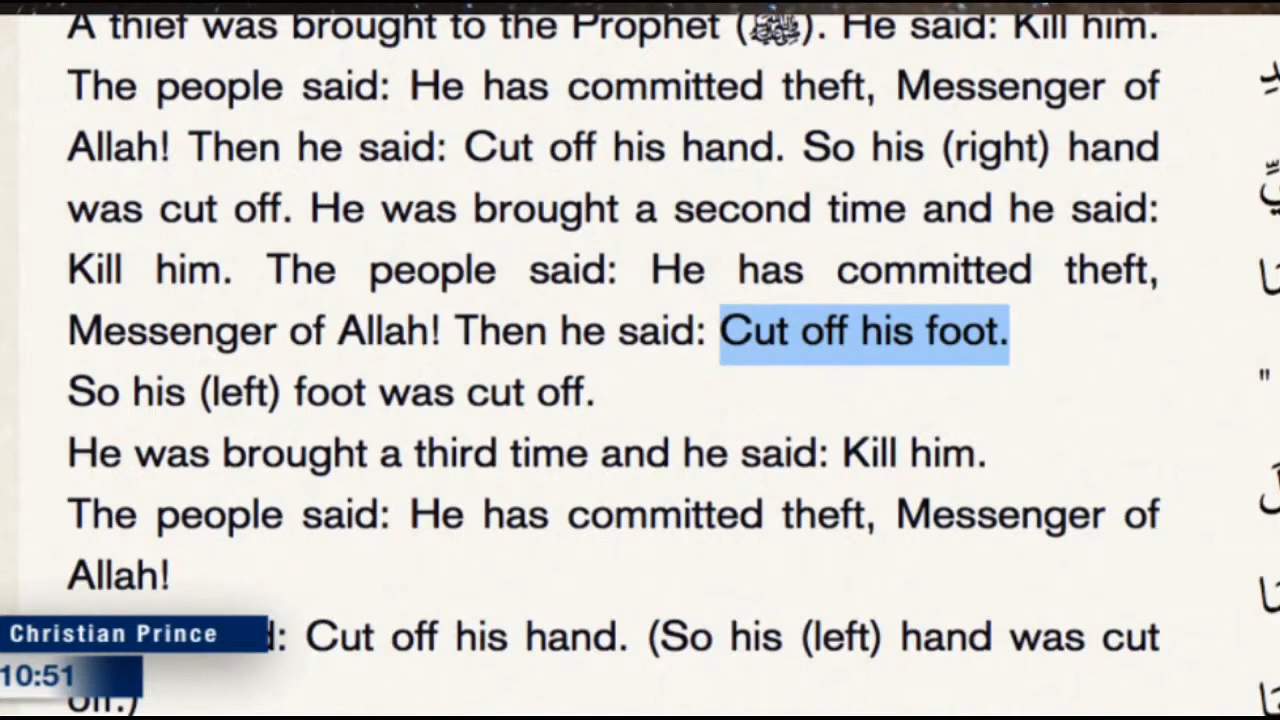 A thief was brought to the Prophet (ﷺ). He said: Kill him.
The people said: He has committed theft, Messenger of
Allah! Then he said: Cut off his hand. So his (right) hand
was cut off. He was brought a second time and he said:
Kill him. The people said: He has committed theft,
Messenger of Allah! Then he said: Cut off his foot.
So his (left) foot was cut off.
He was brought a third time and he said: Kill him.
The people said: He has committed theft, Messenger of
Allah!
Cut off his hand. (So his (left) hand was cut
off.)
Christian Prince
10:51